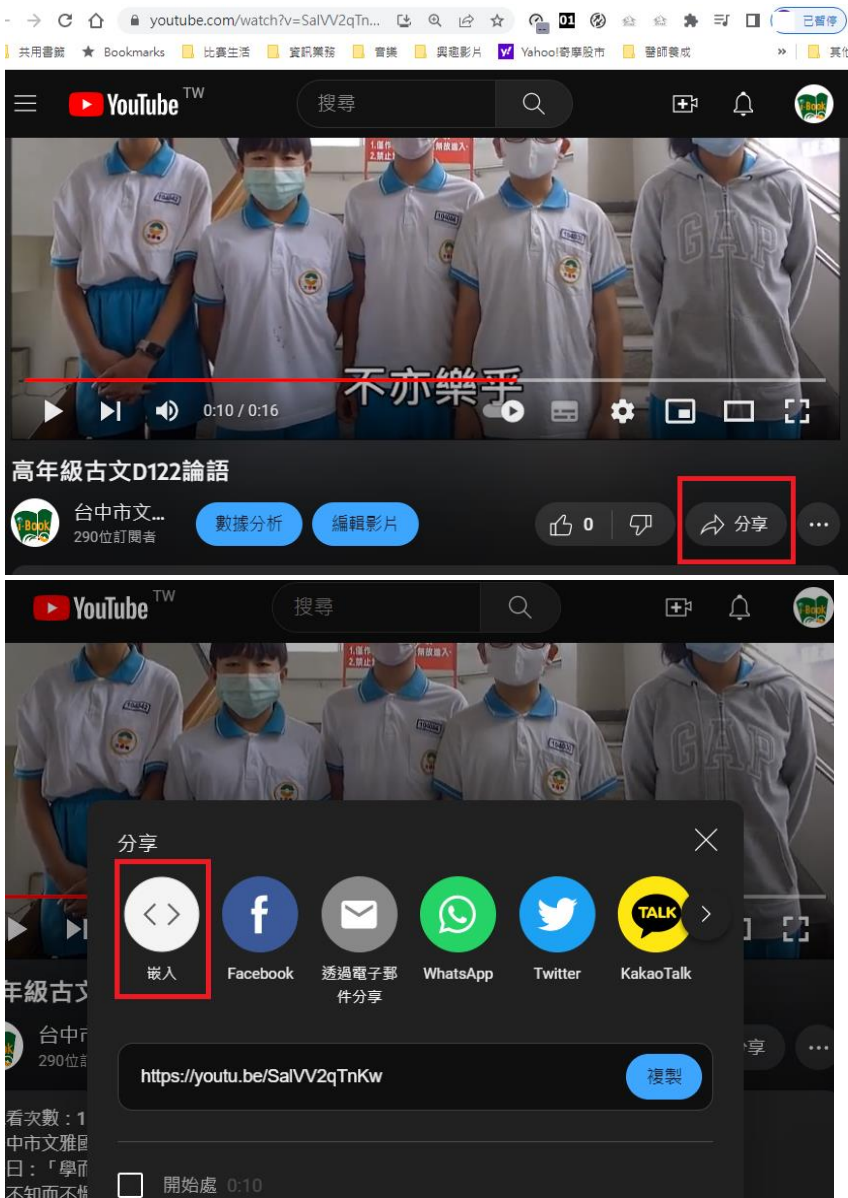 youtube.com/watch?v=SalVV2qTn... 01 已暫停
共用書籤 Bookmarks 比賽生活 資訊業務 音樂 興趣影片 Yahoo!奇摩股市 醫師養成 » 其他
YouTube TW 搜尋
104042
不亦樂乎
0:10 / 0:16
高年級古文D122論語
台中市文...
290位訂閱者
數據分析
編輯影片
0
分享
YouTube TW 搜尋
GAP
分享
嵌入
Facebook
透過電子郵件分享
WhatsApp
Twitter
TALK
KakaoTalk
年級古文
台中市
290位訂
享
https://youtu.be/SalVV2qTnKw
複製
看次數：1
中市文雅國
日：「學而
不知而不慍
開始處 0:10